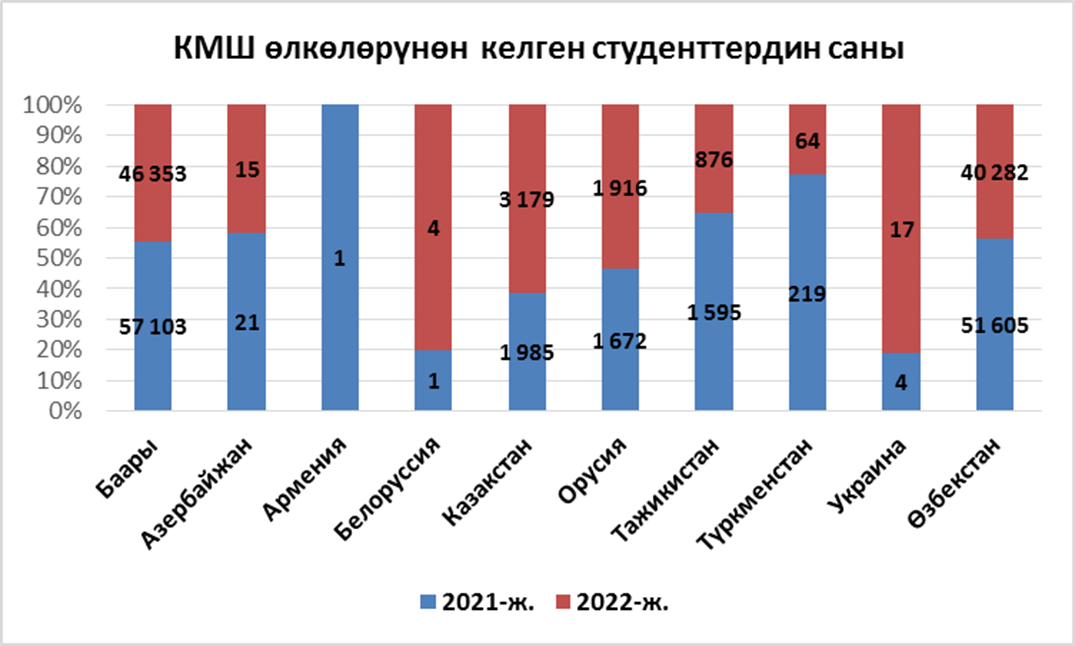 КМШ өлкөлөрүнөн келген студенттердин саны
100%
90%
80%
70%
60%
50%
40%
30%
20%
10%
0%
46 353
15
4
3 179
1 916
876
64
17
40 282
57 103
21
1
1
1 985
1 672
1 595
219
4
51 605
Баары
Азербайжан
Армения
Белоруссия
Казакстан
Орусия
Тажикистан
Түркменстан
Украина
Өзбекстан
2021-ж.
2022-ж.